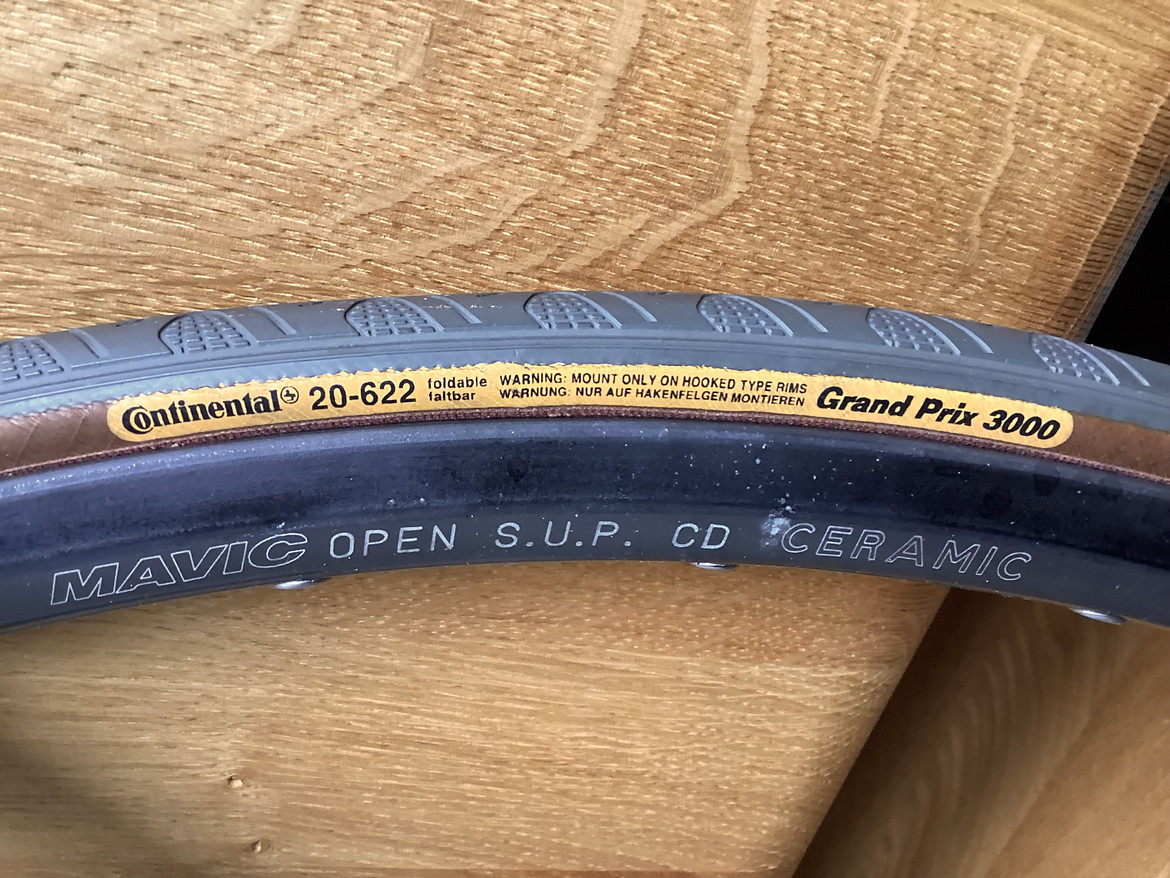 Continental 20-622 foldable WARNING: MOUNT ONLY ON HOOKED TYPE RIMS Grand Prix 3000
faltbar WARNUNG: NUR AUF HAKENFELGEN MONTIEREN
MAVIC OPEN S.U.P. CD CERAMIC